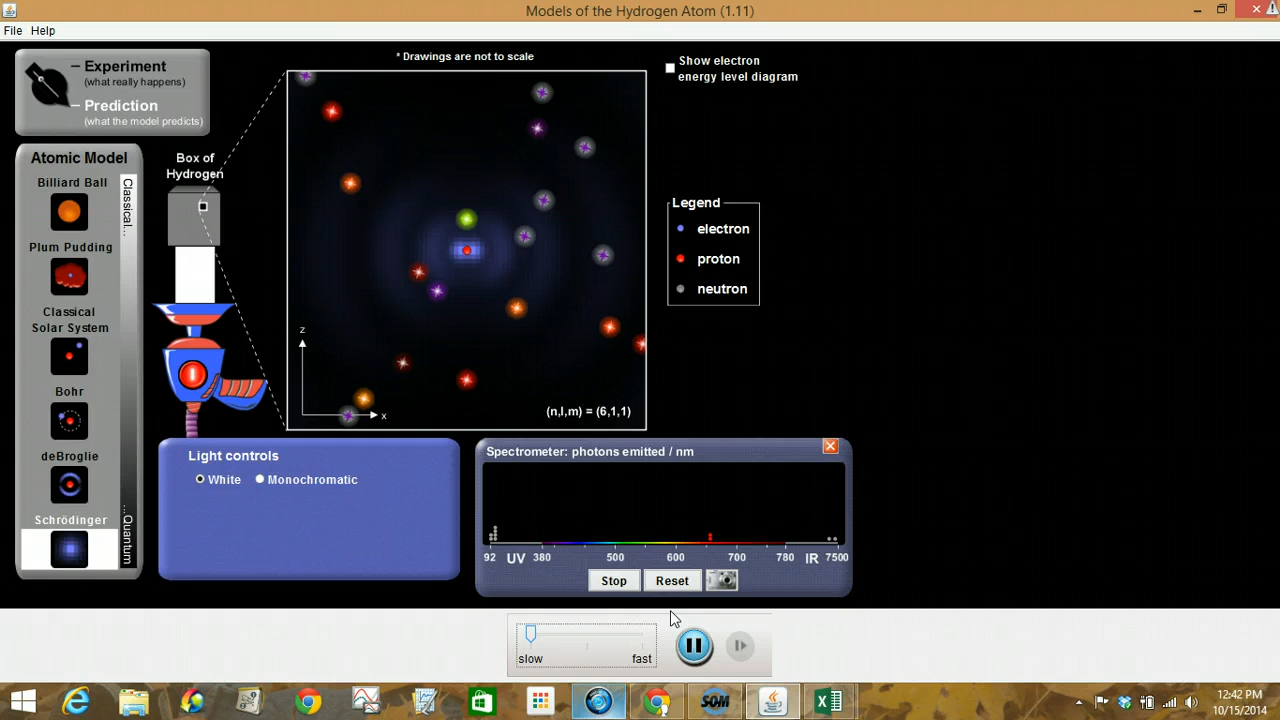 Models of the Hydrogen Atom (1.11)
File Help
* Drawings are not to scale
Experiment
(what really happens)
Prediction
(what the model predicts)
Show electron
energy level diagram
Atomic Model
Billiard Ball
Plum Pudding
Classical
Solar System
Bohr
deBroglie
Schrödinger
Classical...
...Quantum
Box of
Hydrogen
z
x
(n,l,m) = (6,1,1)
Legend
electron
proton
neutron
Light controls
White Monochromatic
Spectrometer: photons emitted / nm
92 UV 380 500 600 700 780 IR 7500
Stop Reset
slow fast
SOM
12:42 PM
10/15/2014